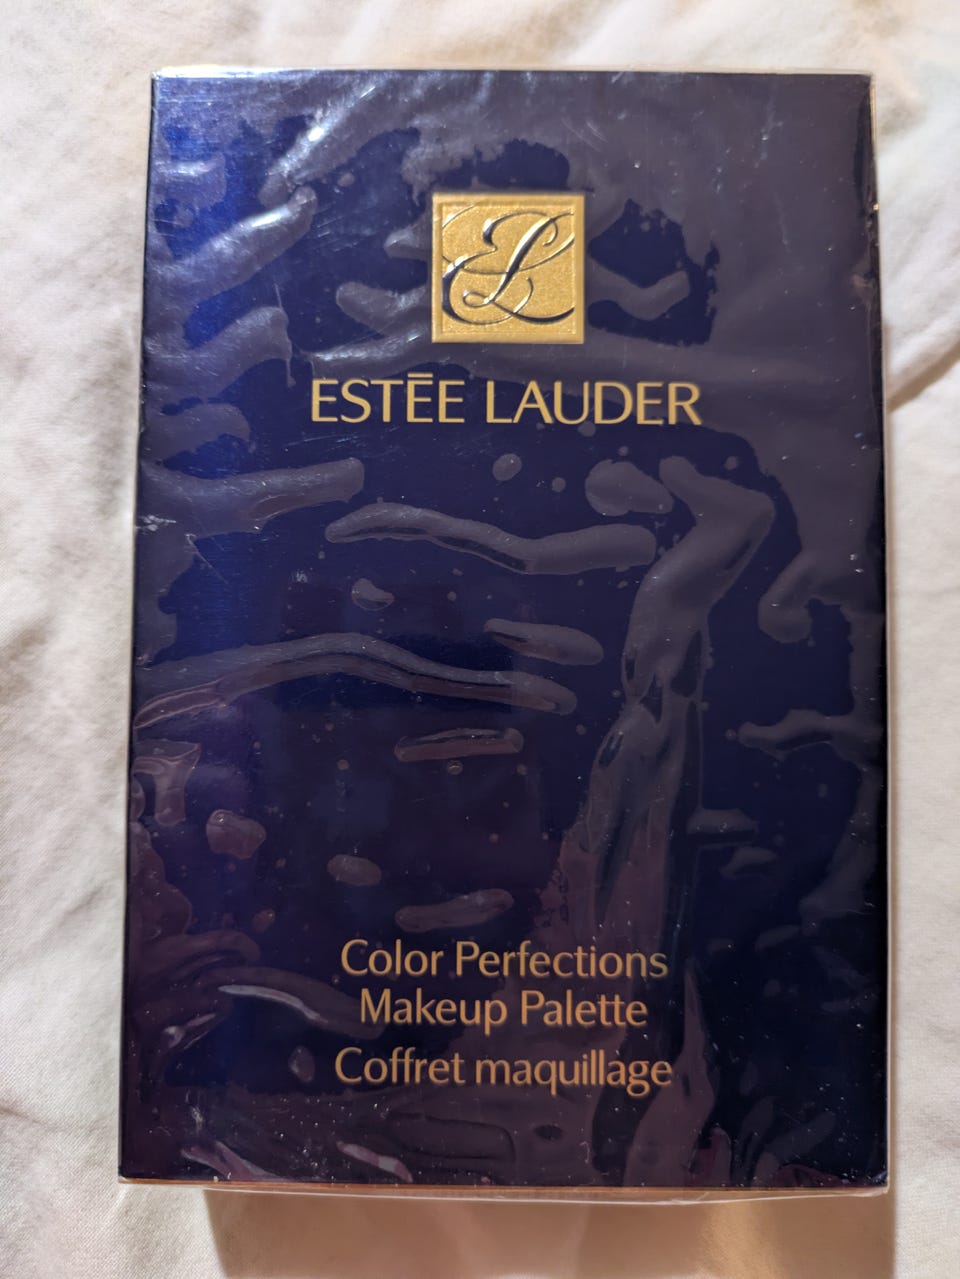 EL
ESTĒE LAUDER
Color Perfections
Makeup Palette
Coffret maquillage